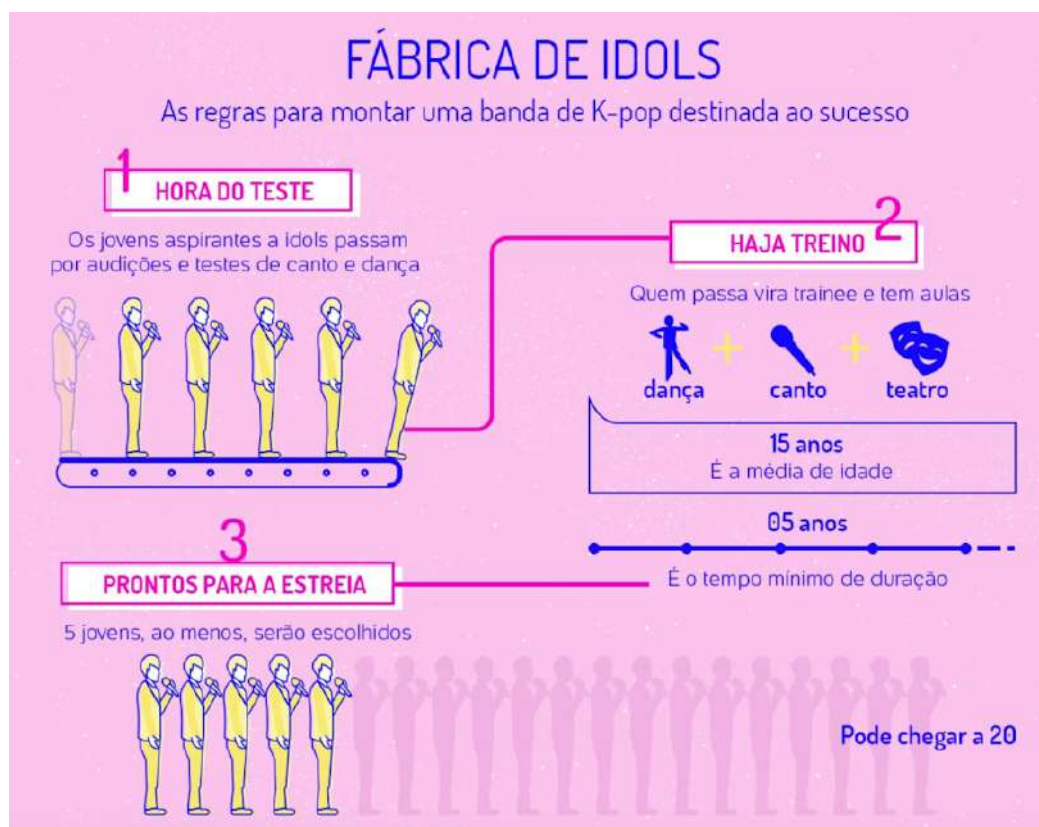 FÁBRICA DE IDOLS
As regras para montar uma banda de K-pop destinada ao sucesso
1
HORA DO TESTE
Os jovens aspirantes a idols passam
por audições e testes de canto e dança
2
HAJA TREINO
Quem passa vira trainee e tem aulas
dança + canto + teatro
15 anos
É a média de idade
05 anos
É o tempo mínimo de duração
3
PRONTOS PARA A ESTREIA
5 jovens, ao menos, serão escolhidos
Pode chegar a 20